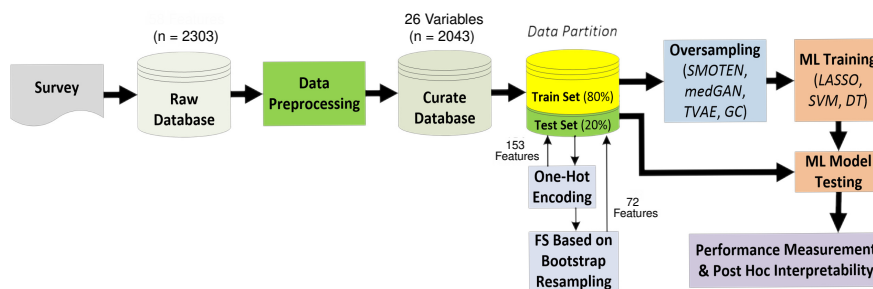 (n = 2303)
26 Variables
(n = 2043)
Data Partition
Survey
Raw
Database
Data
Preprocessing
Curate
Database
Train Set (80%)
Test Set (20%)
Oversampling
(SMOTEN,
medGAN,
TVAE, GC)
ML Training
(LASSO,
SVM, DT)
153
Features
One-Hot
Encoding
72
Features
FS Based on
Bootstrap
Resampling
ML Model
Testing
Performance Measurement
& Post Hoc Interpretability